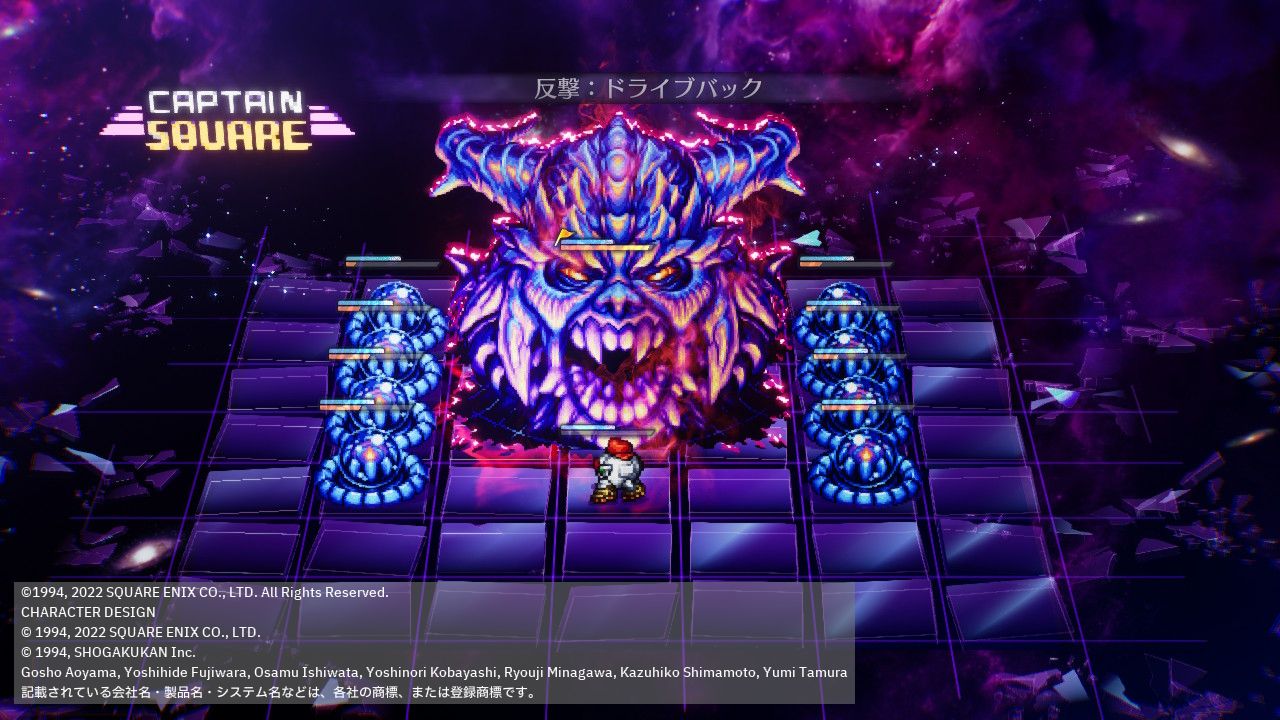 反撃：ドライブバック
CAPTAIN
SQUARE
©1994, 2022 SQUARE ENIX CO., LTD. All Rights Reserved.
CHARACTER DESIGN
© 1994, 2022 SQUARE ENIX CO., LTD.
© 1994, SHOGAKUKAN Inc.
Gosho Aoyama, Yoshihide Fujiwara, Osamu Ishiwata, Yoshinori Kobayashi, Ryouji Minagawa, Kazuhiko Shimamoto, Yumi Tamura
記載されている会社名・製品名・システム名などは、各社の商標、または登録商標です。